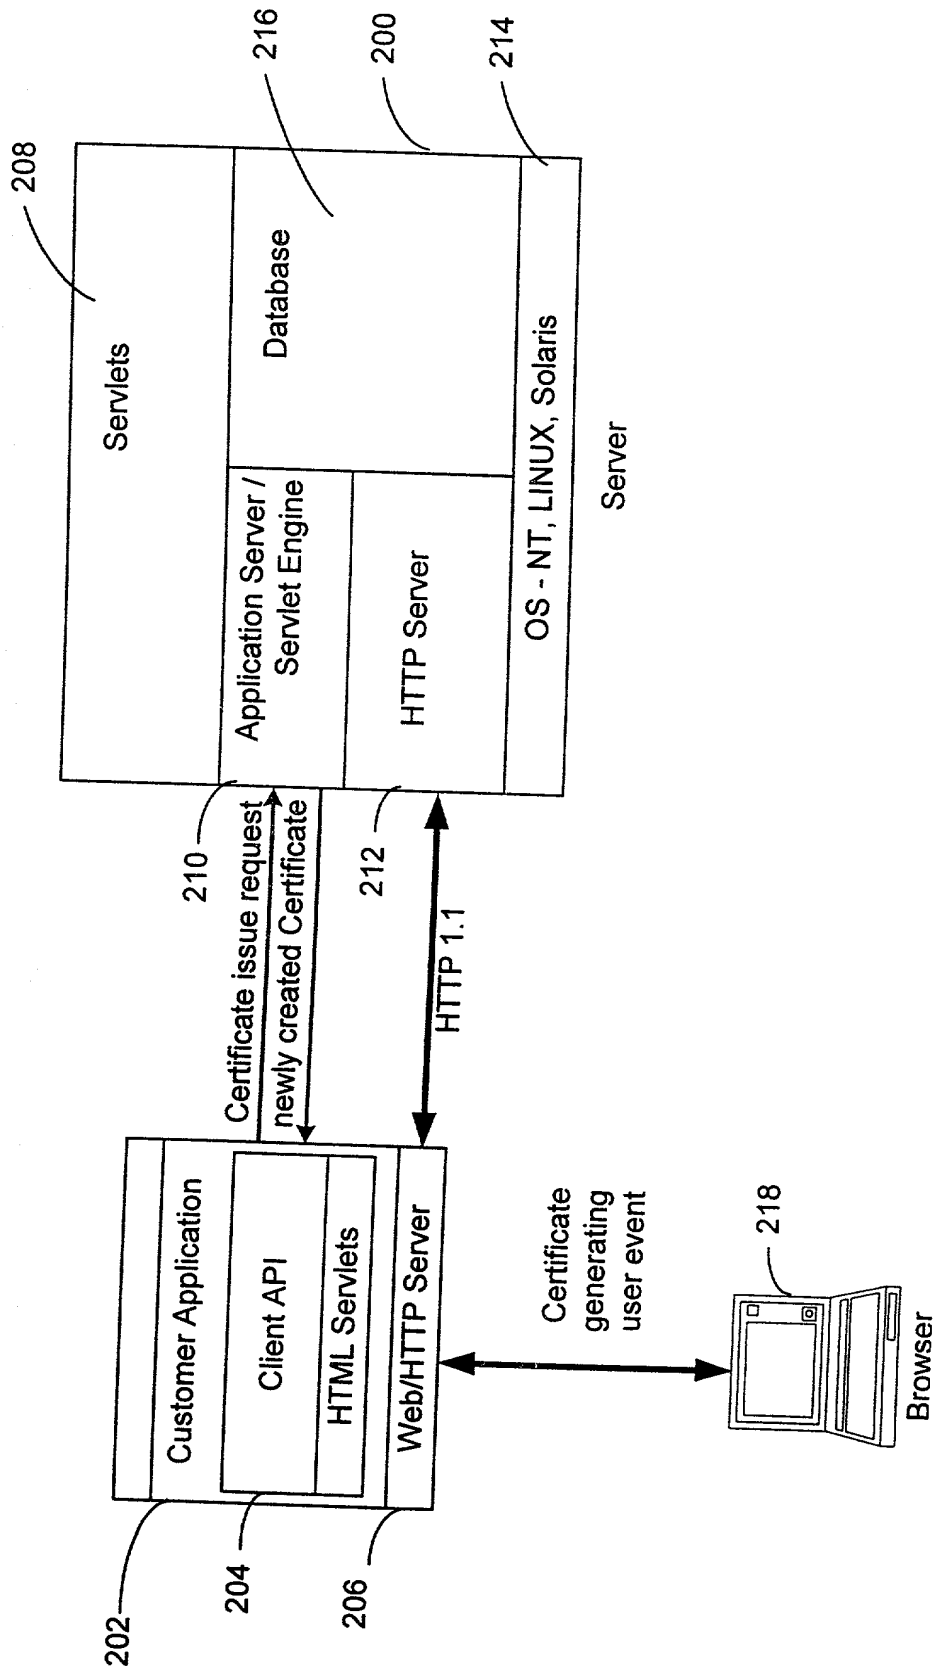 208
216
200
214
Servlets
Application Server /
Servlet Engine
Database
HTTP Server
OS - NT, LINUX, Solaris
Server
210
212
Certificate issue request
newly created Certificate
HTTP 1.1
202
204
206
Customer Application
Client API
HTML Servlets
Web/HTTP Server
Certificate
generating
user event
218
Browser